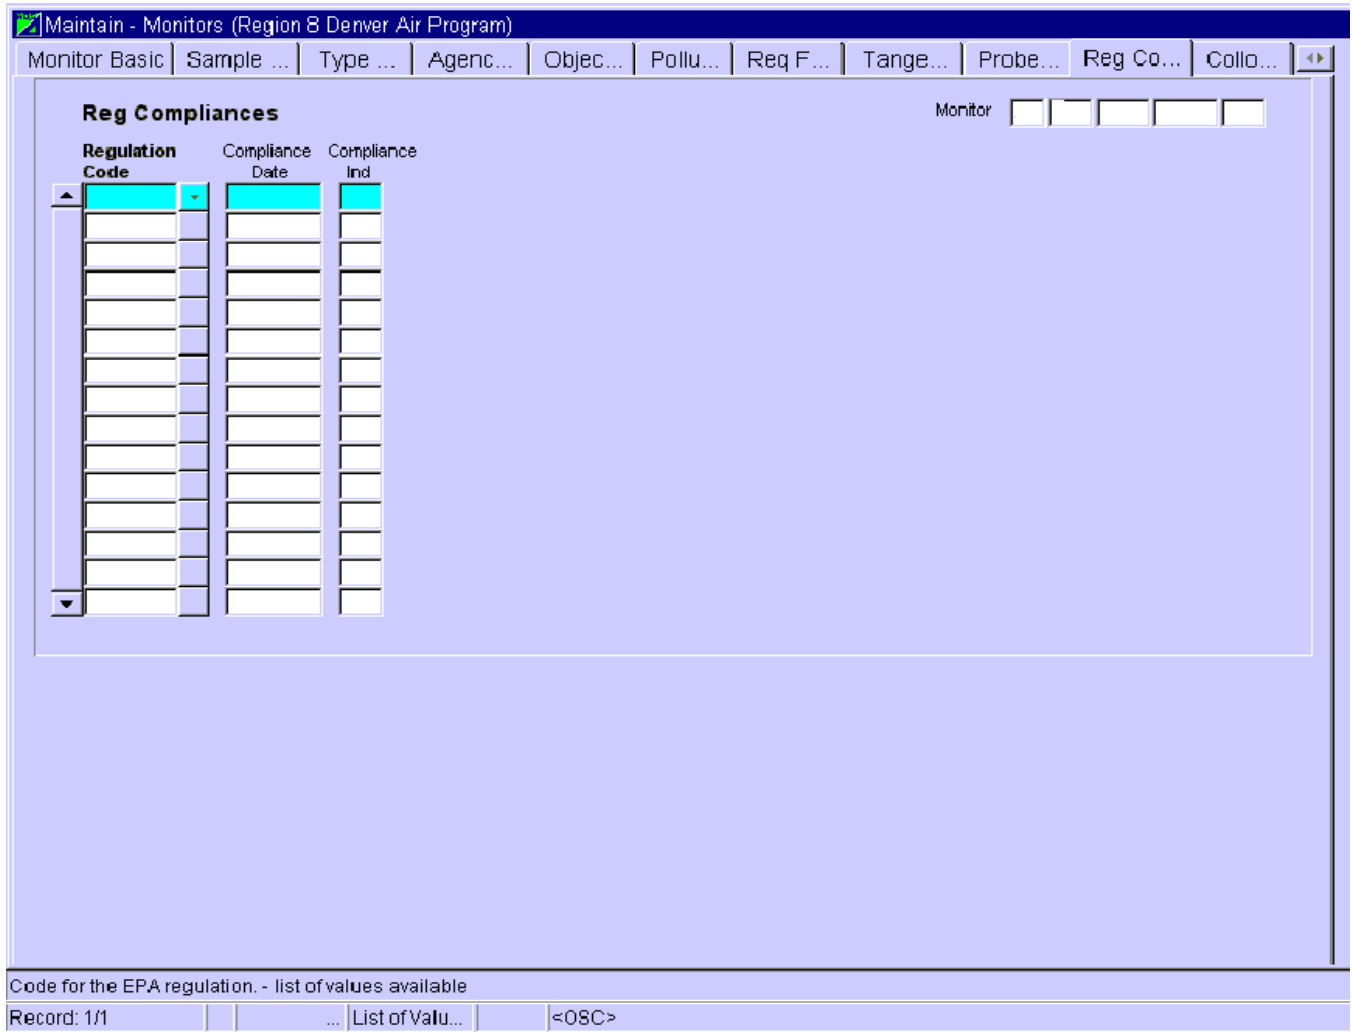 Maintain - Monitors (Region 8 Denver Air Program)
Monitor Basic Sample ... Type ... Agenc... Objec... Pollu... Req F... Tange... Probe... Reg Co... Collo...
Reg Compliances Monitor
Regulation Compliance Compliance
Code Date Ind
Code for the EPA regulation. - list of values available
Record: 1/1 ... List of Valu... <OSC>